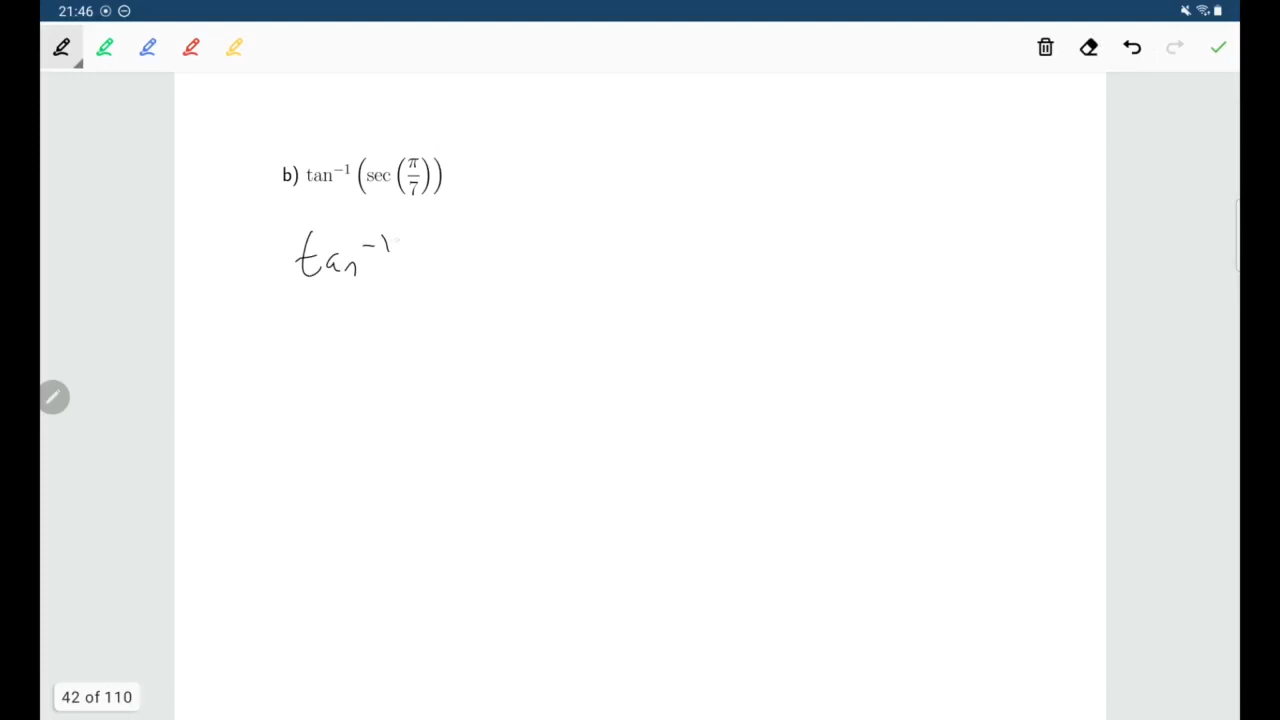 21:46
b) tan⁻¹ (sec (π/7))
tan⁻¹
42 of 110